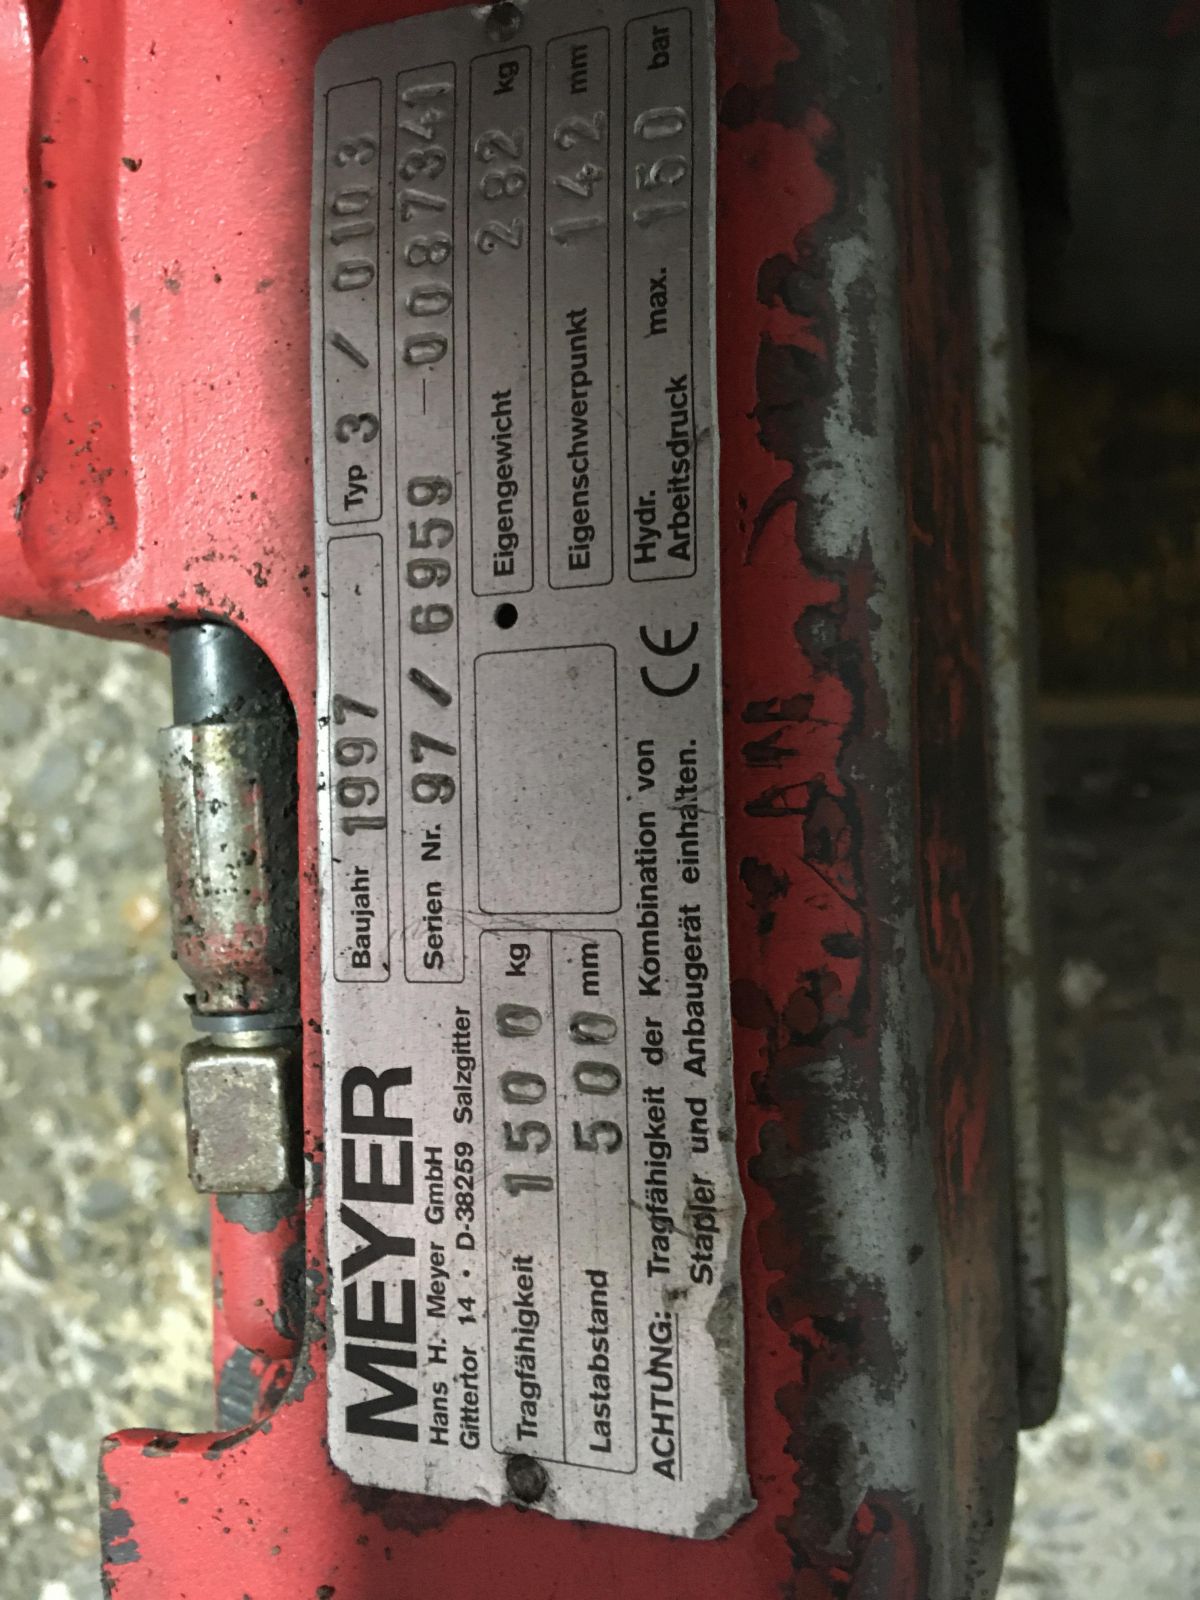 MEYER
Hans H. Meyer GmbH
Gittertor 14 · D-38259 Salzgitter
Baujahr 1997
Typ 3 / 0103
Serien Nr. 97 / 6959 - 0087341
Tragfähigkeit 1500 kg
Lastabstand 500 mm
Eigengewicht 282 kg
Eigenschwerpunkt 142 mm
Hydr.
Arbeitsdruck max. 150 bar
ACHTUNG: Tragfähigkeit der Kombination von
Stapler und Anbaugerät einhalten.
CE